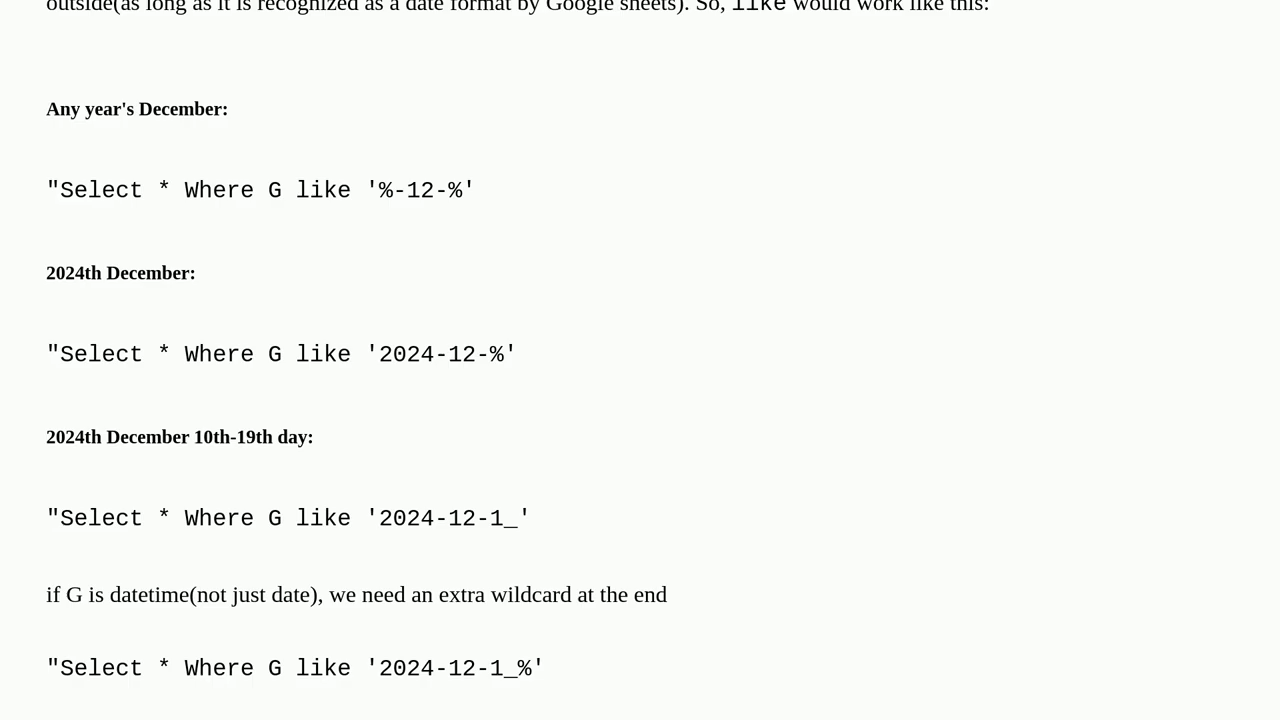 outside(as long as it is recognized as a date format by Google sheets). So, like would work like this:
Any year's December:
"Select * Where G like '%-12-%'
2024th December:
"Select * Where G like '2024-12-%'
2024th December 10th-19th day:
"Select * Where G like '2024-12-1_'
if G is datetime(not just date), we need an extra wildcard at the end
"Select * Where G like '2024-12-1_%'